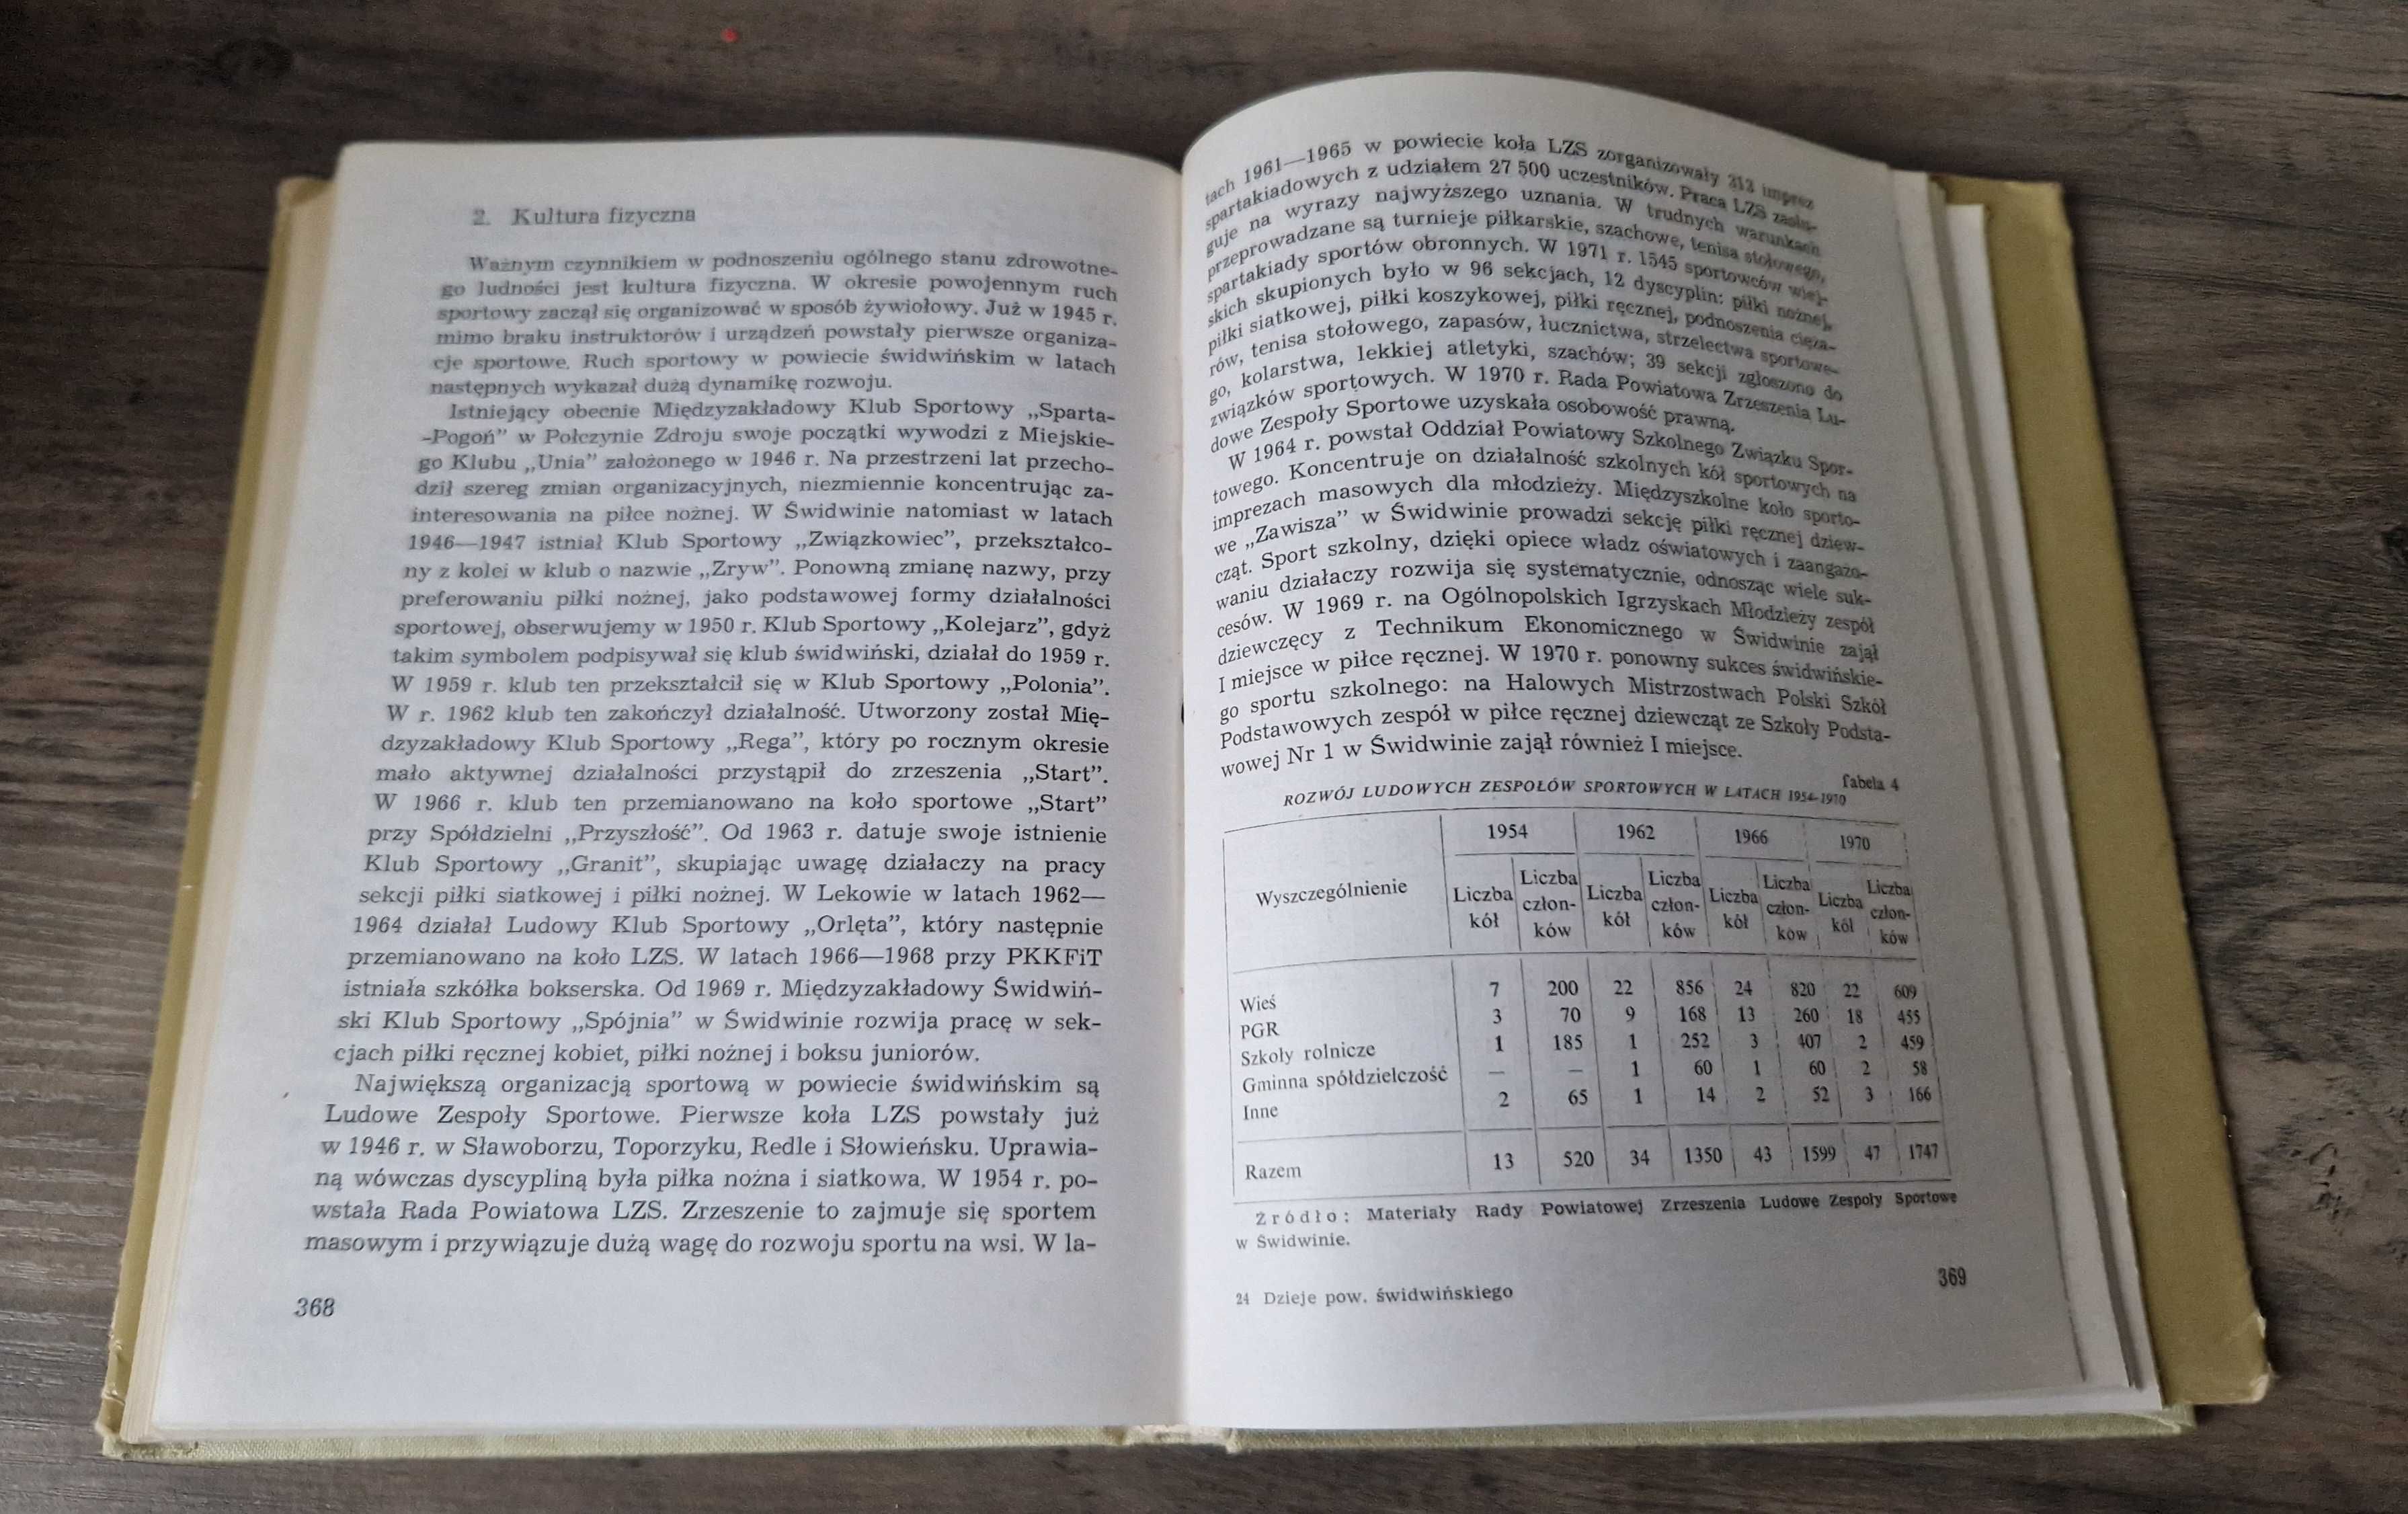 2. Kultura fizyczna
Ważnym czynnikiem w podnoszeniu ogólnego stanu zdrowotne-
go ludności jest kultura fizyczna. W okresie powojennym ruch
sportowy zaczął się organizować w sposób żywiołowy. Już w 1945 r.
mimo braku instruktorów i urządzeń powstały pierwsze organiza-
cje sportowe. Ruch sportowy w powiecie świdwińskim w latach
następnych wykazał dużą dynamikę rozwoju.
Istniejący obecnie Międzyzakładowy Klub Sportowy „Sparta-
-Pogoń” w Połczynie Zdroju swoje początki wywodzi z Miejskie-
go Klubu „Unia” założonego w 1946 r. Na przestrzeni lat przecho-
dził szereg zmian organizacyjnych, niezmiennie koncentrując za-
interesowania na piłce nożnej. W Świdwinie natomiast w latach
1946—1947 istniał Klub Sportowy „Związkowiec”, przekształco-
ny z kolei w klub o nazwie „Zryw”. Ponowną zmianę nazwy, przy
preferowaniu piłki nożnej, jako podstawowej formy działalności
sportowej, obserwujemy w 1950 r. Klub Sportowy „Kolejarz”, gdyż
takim symbolem podpisywał się klub świdwiński, działał do 1959 r.
W 1959 r. klub ten przekształcił się w Klub Sportowy „Polonia”.
W r. 1962 klub ten zakończył działalność. Utworzony został Mię-
dzyzakładowy Klub Sportowy „Rega”, który po rocznym okresie
mało aktywnej działalności przystąpił do zrzeszenia „Start”.
W 1966 r. klub ten przemianowano na koło sportowe „Start”
przy Spółdzielni „Przyszłość”. Od 1963 r. datuje swoje istnienie
Klub Sportowy „Granit”, skupiając uwagę działaczy na pracy
sekcji piłki siatkowej i piłki nożnej. W Lekowie w latach 1962—
1964 działał Ludowy Klub Sportowy „Orlęta”, który następnie
przemianowano na koło LZS. W latach 1966—1968 przy PKKFiT
istniała szkółka bokserska. Od 1969 r. Międzyzakładowy Świdwiń-
ski Klub Sportowy „Spójnia” w Świdwinie rozwija pracę w sek-
cjach piłki ręcznej kobiet, piłki nożnej i boksu juniorów.
Największą organizacją sportową w powiecie świdwińskim są
Ludowe Zespoły Sportowe. Pierwsze koła LZS powstały już
w 1946 r. w Sławoborzu, Toporzyku, Redle i Słowieńsku. Uprawia-
ną wówczas dyscypliną była piłka nożna i siatkowa. W 1954 r. po-
wstała Rada Powiatowa LZS. Zrzeszenie to zajmuje się sportem
masowym i przywiązuje dużą wagę do rozwoju sportu na wsi. W la-
368
tach 1961—1965 w powiecie koła LZS zorganizowały 212 imprez
spartakiadowych z udziałem 27 500 uczestników. Praca LZS zasłu-
guje na wyrazy najwyższego uznania. W trudnych warunkach
przeprowadzane są turnieje piłkarskie, szachowe, tenisa stołowego,
spartakiady sportów obronnych. W 1971 r. 1545 sportowców wiej-
skich skupionych było w 96 sekcjach, 12 dyscyplin: piłki nożnej,
piłki siatkowej, piłki koszykowej, piłki ręcznej, podnoszenia cięża-
rów, tenisa stołowego, zapasów, łucznictwa, strzelectwa sportowe-
go, kolarstwa, lekkiej atletyki, szachów; 39 sekcji zgłoszono do
związków sportowych. W 1970 r. Rada Powiatowa Zrzeszenia Lu-
dowe Zespoły Sportowe uzyskała osobowość prawną.
W 1964 r. powstał Oddział Powiatowy Szkolnego Związku Spor-
towego. Koncentruje on działalność szkolnych kół sportowych na
imprezach masowych dla młodzieży. Międzyszkolne koło sporto-
we „Zawisza” w Świdwinie prowadzi sekcję piłki ręcznej dziew-
cząt. Sport szkolny, dzięki opiece władz oświatowych i zaangażo-
waniu działaczy rozwija się systematycznie, odnosząc wiele suk-
cesów. W 1969 r. na Ogólnopolskich Igrzyskach Młodzieży zespół
dziewczęcy z Technikum Ekonomicznego w Świdwinie zajął
I miejsce w piłce ręcznej. W 1970 r. ponowny sukces świdwińskie-
go sportu szkolnego: na Halowych Mistrzostwach Polski Szkół
Podstawowych zespół w piłce ręcznej dziewcząt ze Szkoły Podsta-
wowej Nr 1 w Świdwinie zajął również I miejsce.
Tabela 4
ROZWÓJ LUDOWYCH ZESPOŁÓW SPORTOWYCH W LATACH 1954-1970
Wyszczególnienie 1954 1962 1966 1970
Liczba kół Liczba człon-ków Liczba kół Liczba człon-ków Liczba kół Liczba człon-ków Liczba kół Liczba człon-ków
Wieś 7 200 22 856 24 820 22 609
PGR 3 70 9 168 13 260 18 455
Szkoły rolnicze 1 185 1 252 3 407 2 459
Gminna spółdzielczość — — 1 60 1 60 2 58
Inne 2 65 1 14 2 52 3 166
Razem 13 520 34 1350 43 1599 47 1747
Źródło: Materiały Rady Powiatowej Zrzeszenia Ludowe Zespoły Sportowe
w Świdwinie.
24 Dzieje pow. świdwińskiego
369